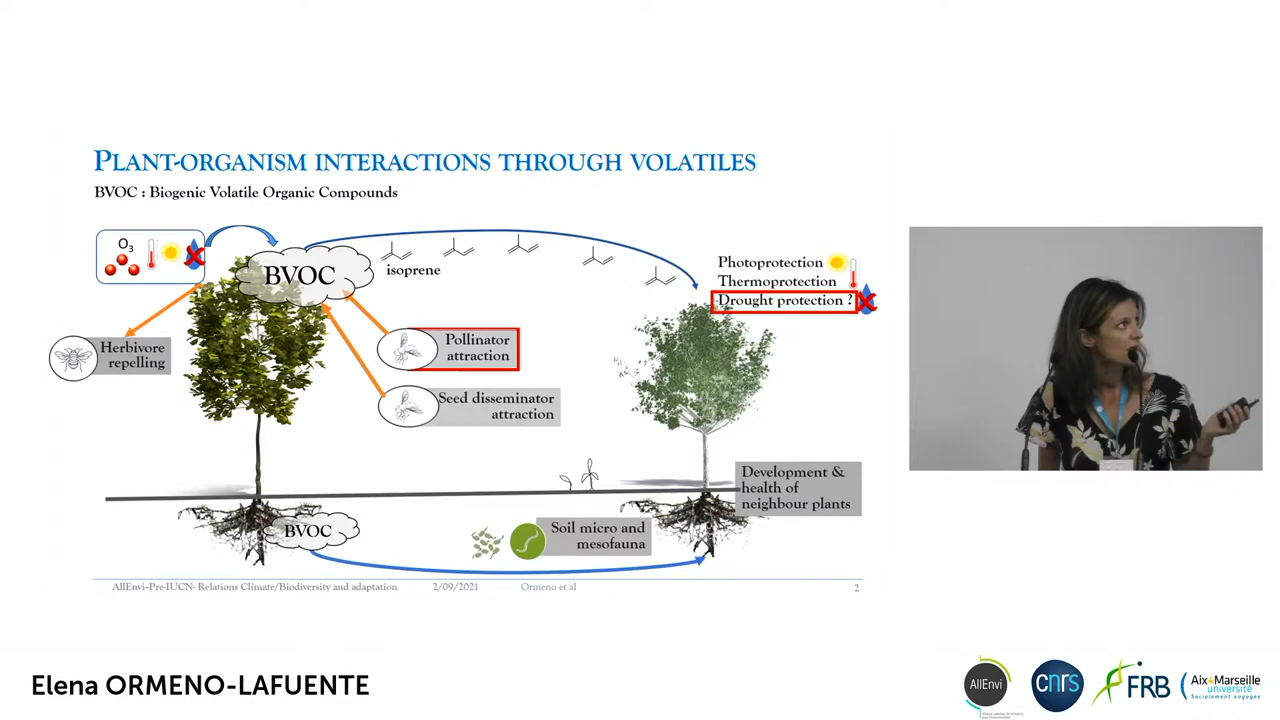 PLANT-ORGANISM INTERACTIONS THROUGH VOLATILES
BVOC : Biogenic Volatile Organic Compounds
O3
BVOC
isoprene
Photoprotection
Thermoprotection
Drought protection ?
Herbivore
repelling
Pollinator
attraction
Seed disseminator
attraction
Development &
health of
neighbour plants
BVOC
Soil micro and
mesofauna
AllEnvi-Pre-IUCN- Relations Climate/Biodiversity and adaptation 2/09/2021 Ormeno et al 2
Elena ORMENO-LAFUENTE
AllEnvi
cnrs
FRB
Aix Marseille
université
Socialement engagée